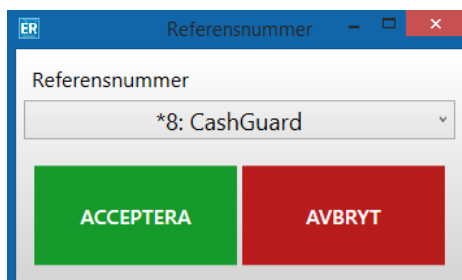 ER Referensnummer
Referensnummer
*8: CashGuard
ACCEPTERA AVBRYT